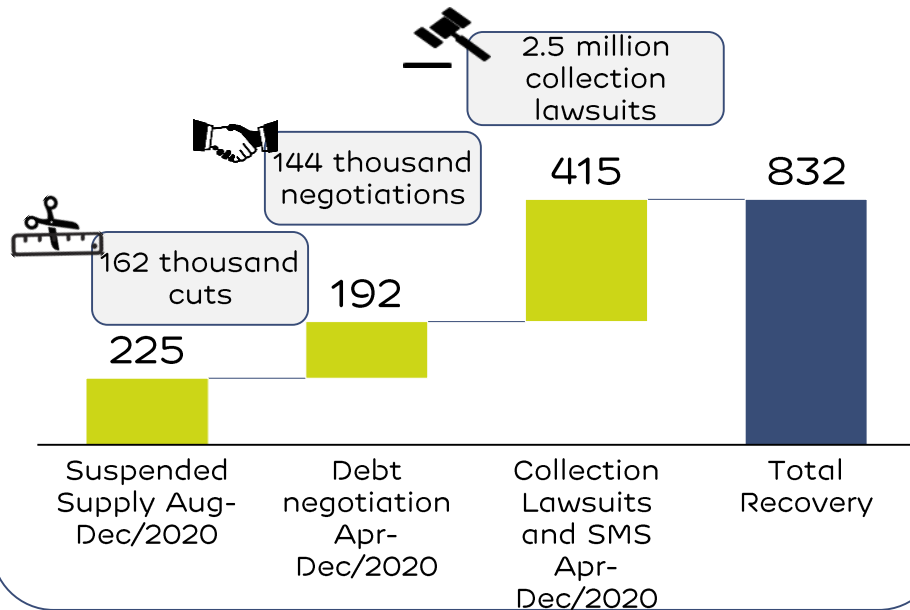 2.5 million
collection
lawsuits
144 thousand
negotiations
415
832
162 thousand
cuts
192
225
Suspended
Supply Aug-
Dec/2020
Debt
negotiation
Apr-
Dec/2020
Collection
Lawsuits
and SMS
Apr-
Dec/2020
Total
Recovery